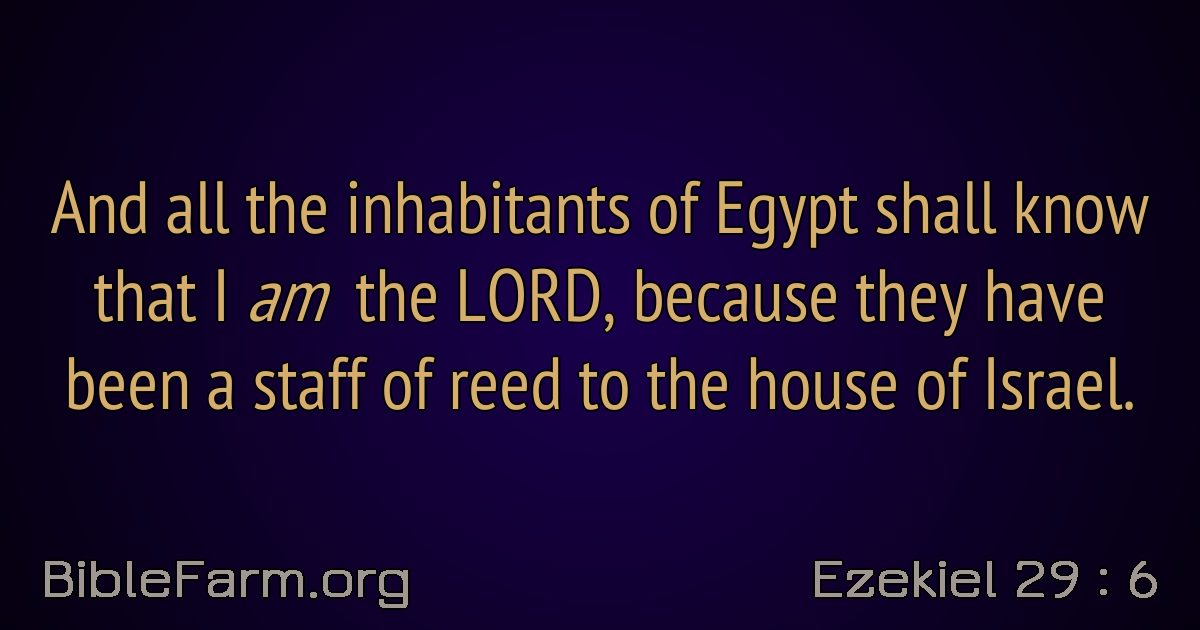 And all the inhabitants of Egypt shall know
that I am the LORD, because they have
been a staff of reed to the house of Israel.
BibleFarm.org
Ezekiel 29 : 6